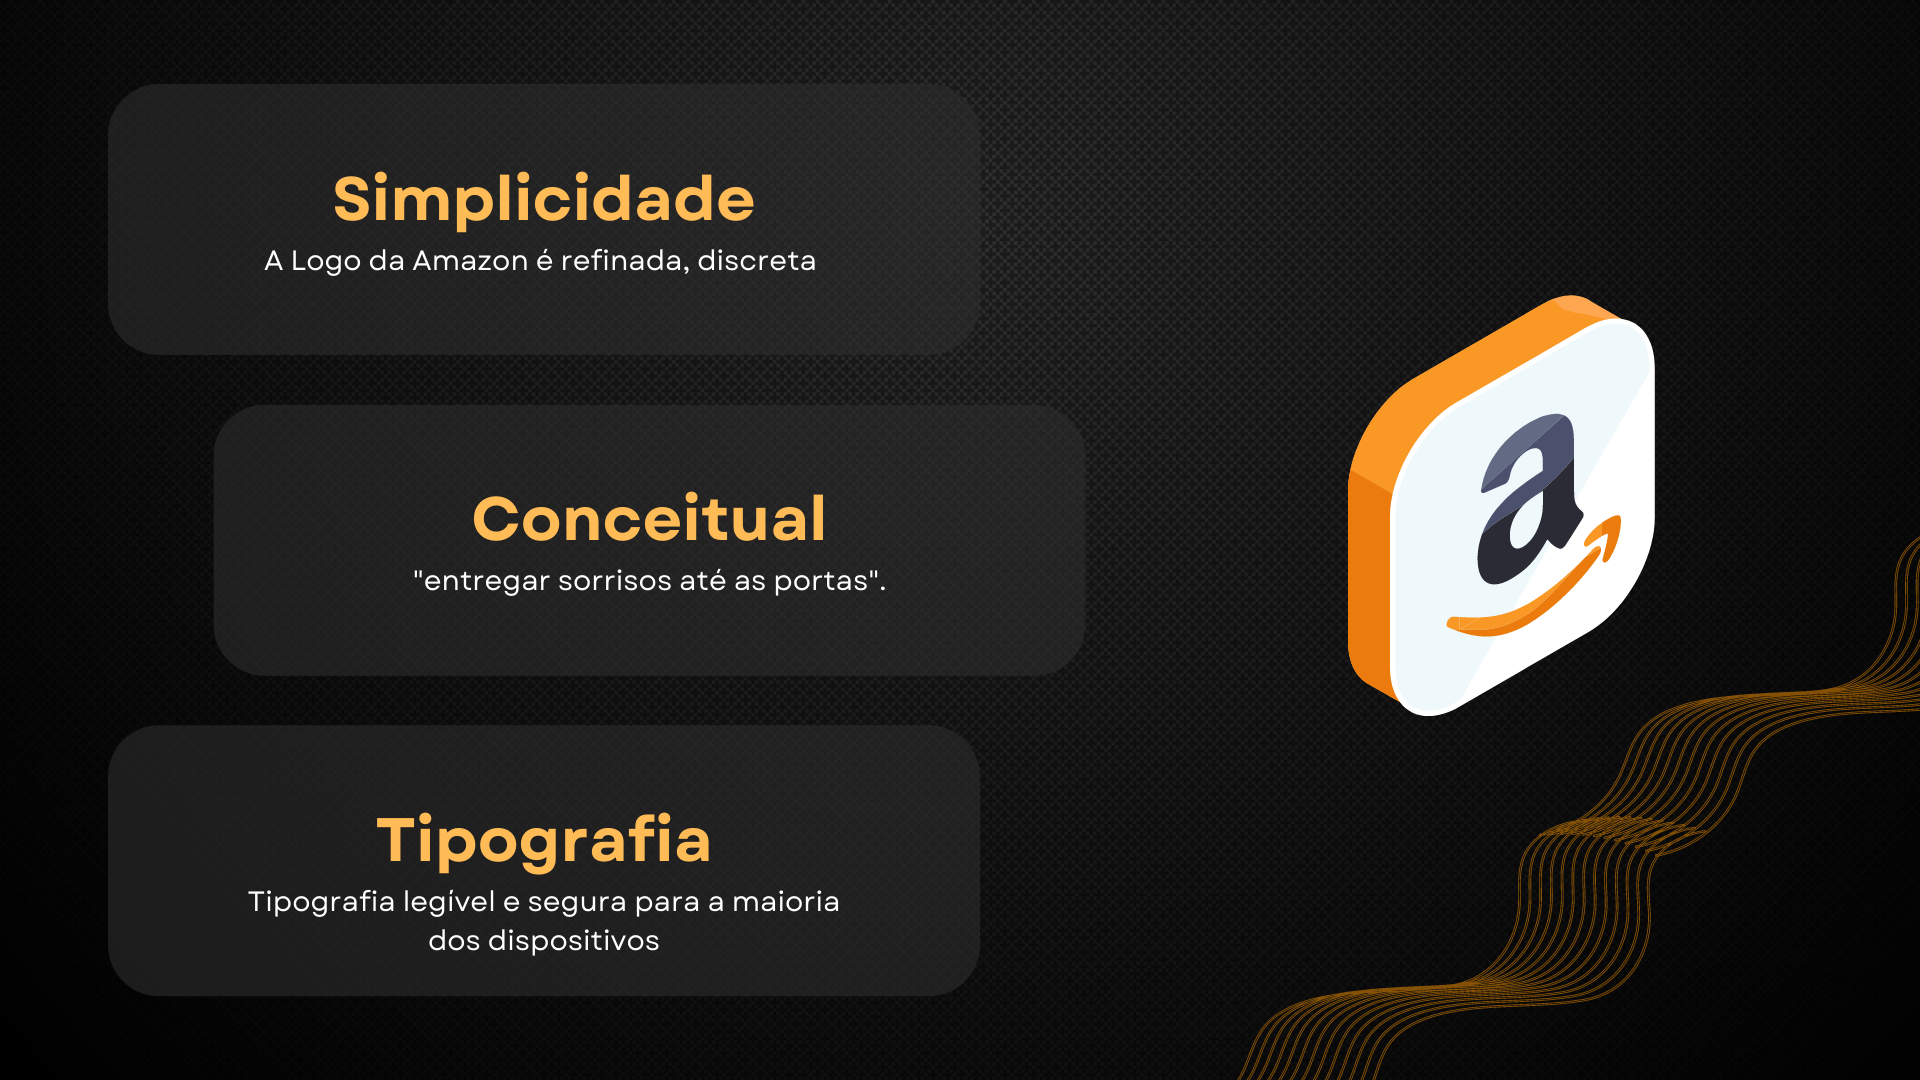 Simplicidade
A Logo da Amazon é refinada, discreta
Conceitual
"entregar sorrisos até as portas".
Tipografia
Tipografia legível e segura para a maioria
dos dispositivos
a